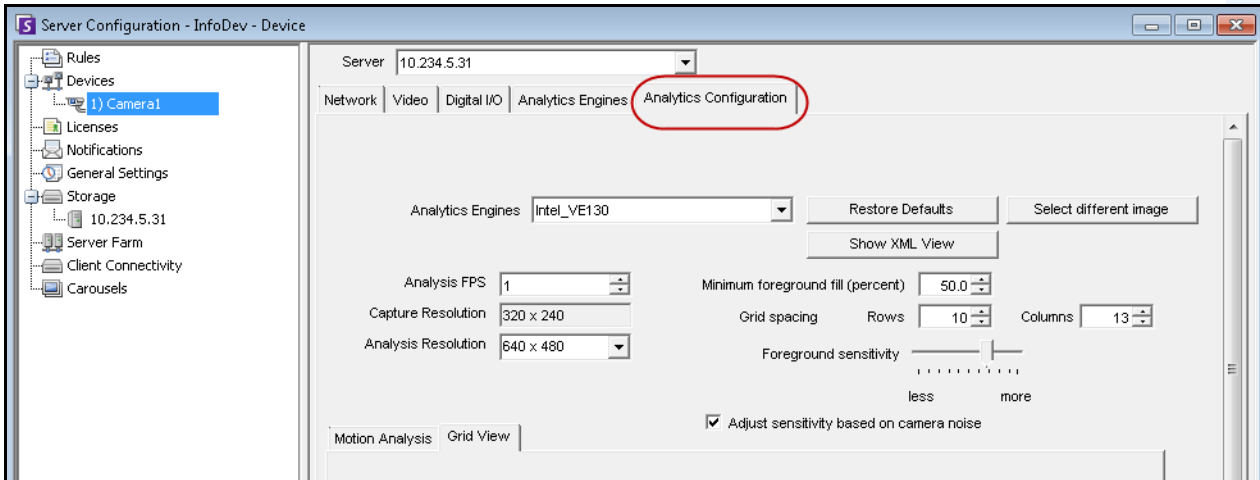 Server Configuration - InfoDev - Device
Rules
Devices
1) Camera1
Licenses
Notifications
General Settings
Storage
10.234.5.31
Server Farm
Client Connectivity
Carousels
Server 10.234.5.31
Network Video Digital I/O Analytics Engines Analytics Configuration
Analytics Engines Intel_VE130 Restore Defaults Select different image
Show XML View
Analysis FPS 1 Minimum foreground fill (percent) 50.0
Capture Resolution 320 x 240 Grid spacing Rows 10 Columns 13
Analysis Resolution 640 x 480 Foreground sensitivity
less more
Adjust sensitivity based on camera noise
Motion Analysis Grid View